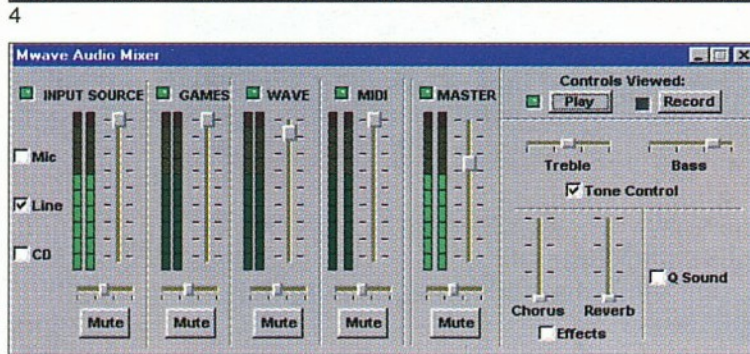 4
Mwave Audio Mixer
INPUT SOURCE GAMES WAVE MIDI MASTER
Controls Viewed:
Play Record
Mic
Line
CD
Treble Bass
Tone Control
Chorus Reverb
Effects
Q Sound
Mute Mute Mute Mute Mute